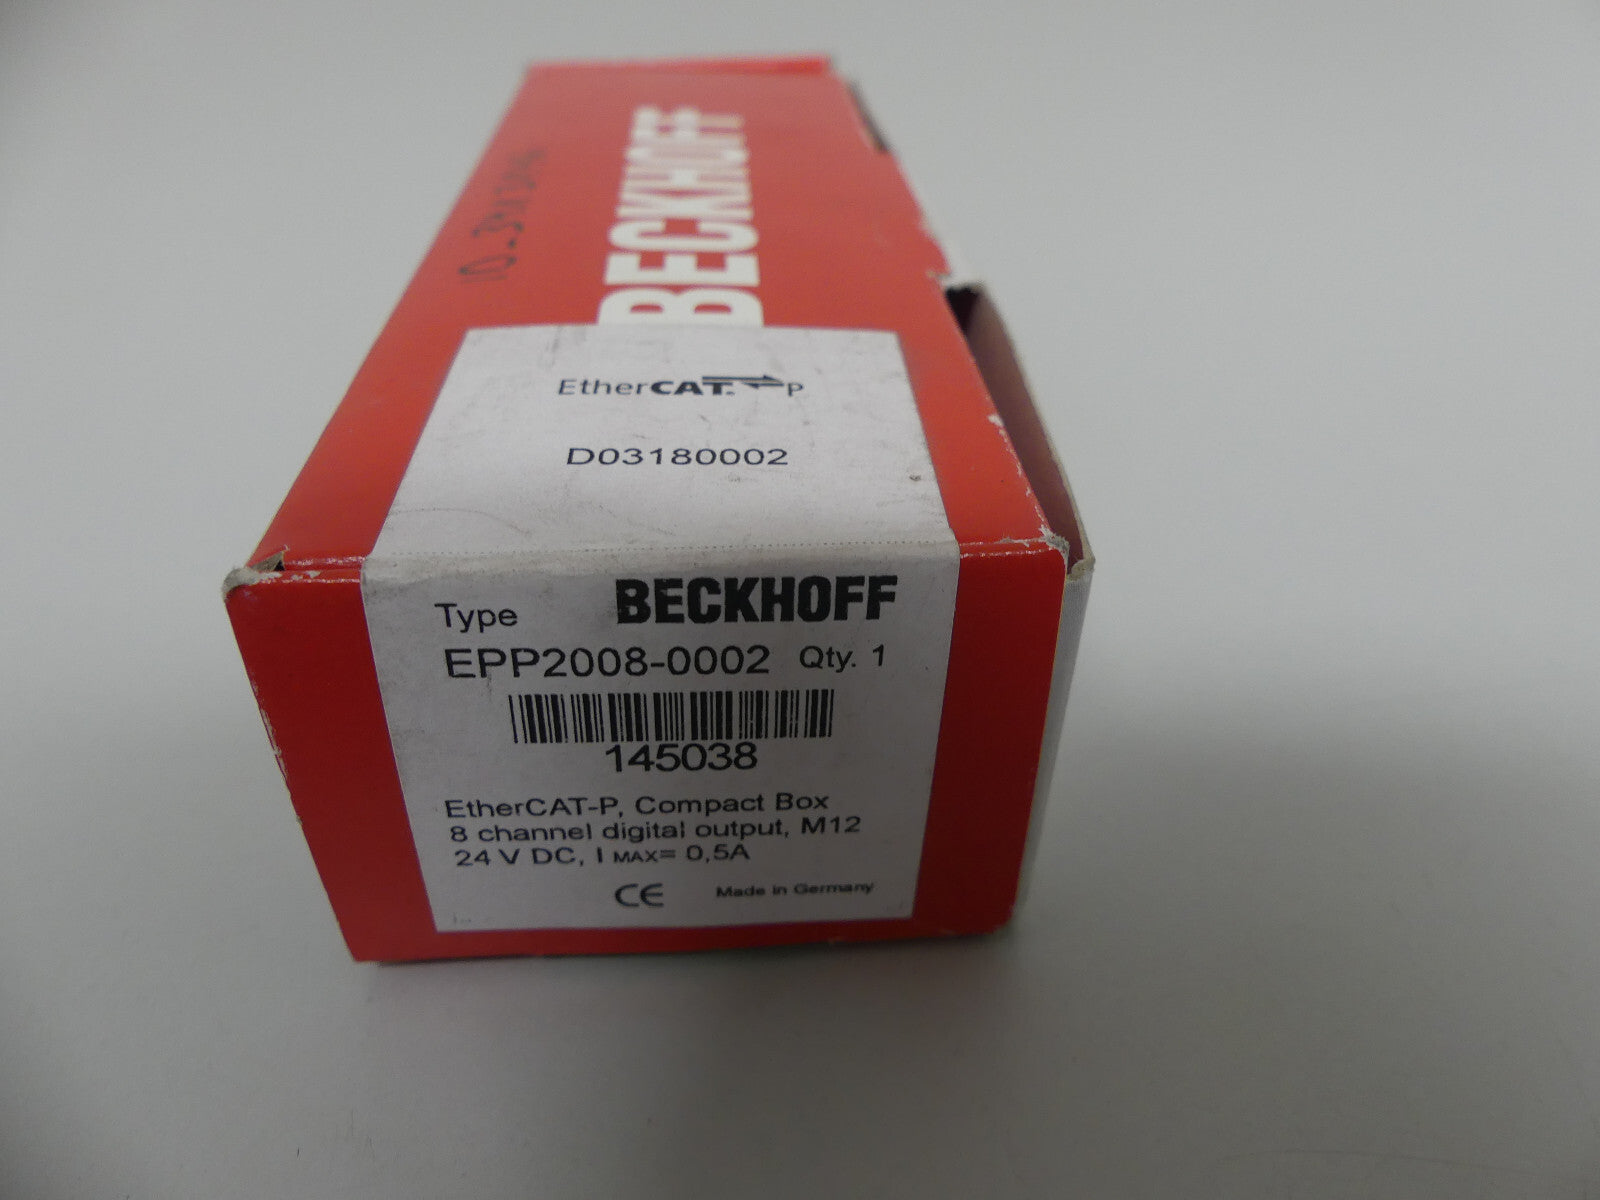 BECKHOFF
EtherCAT. P
D03180002
Type BECKHOFF
EPP2008-0002 Qty. 1
145038
EtherCAT-P, Compact Box
8 channel digital output, M12
24 V DC, I MAX= 0,5A
CE Made in Germany